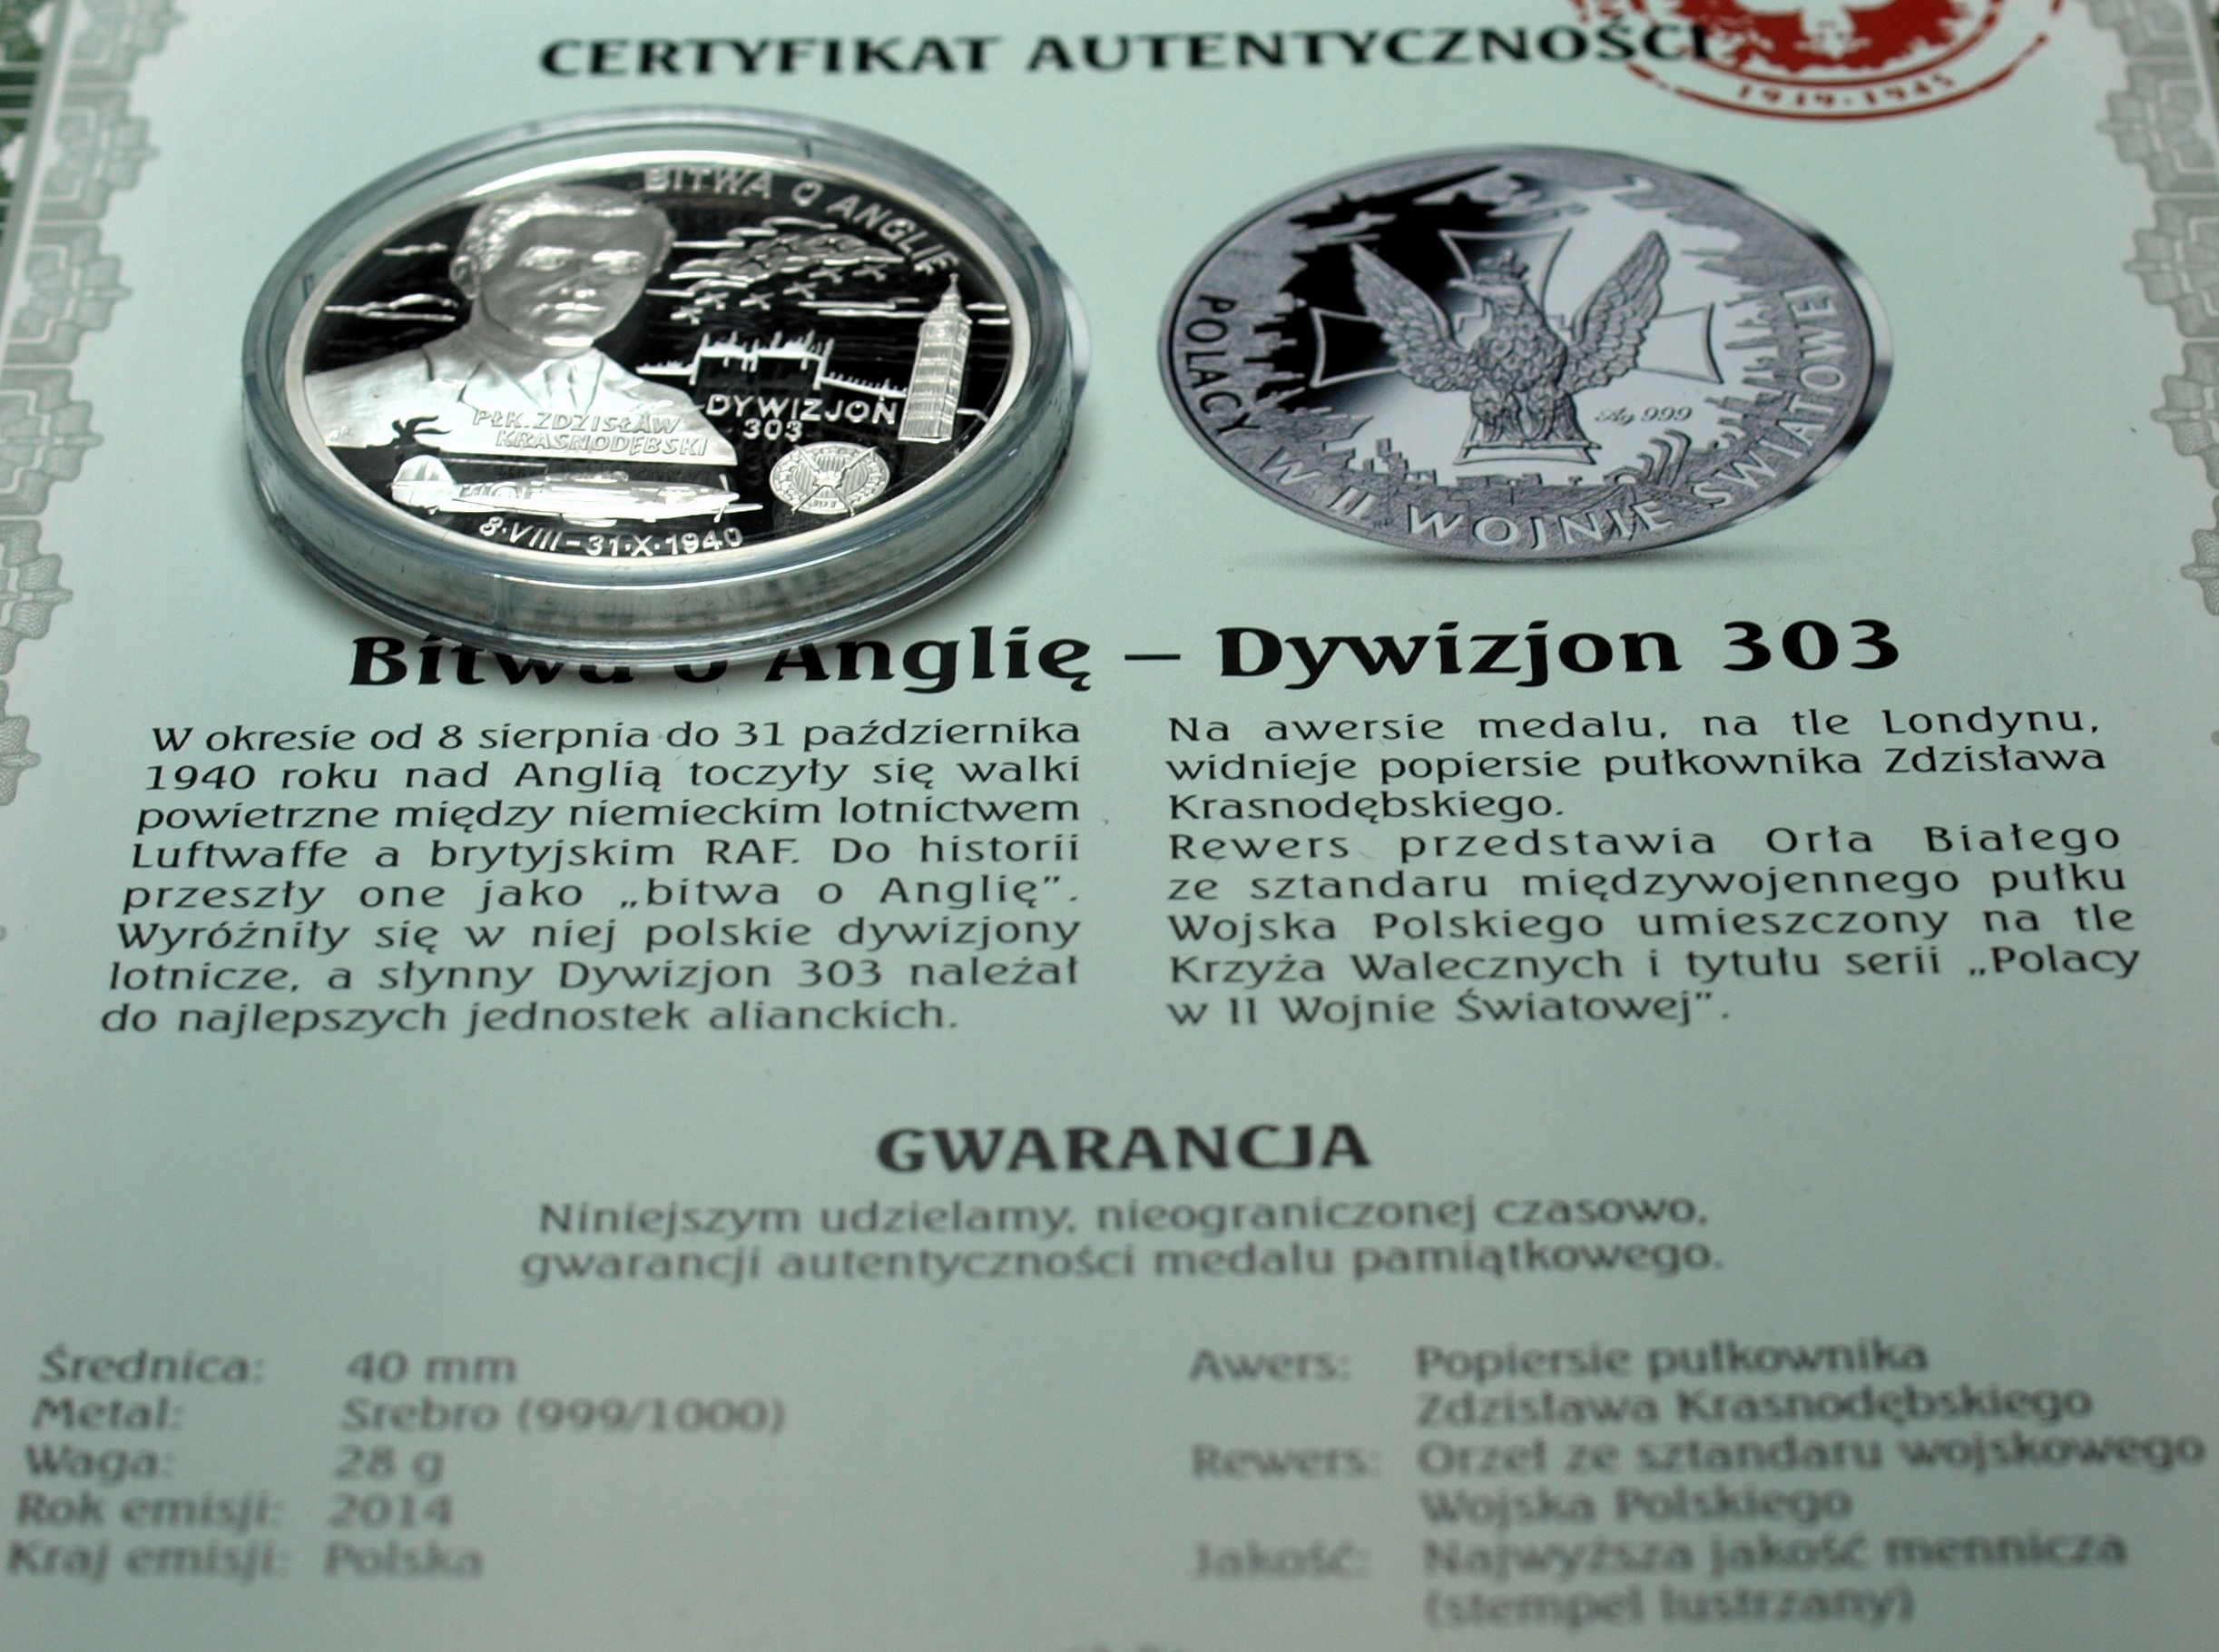 CERTYFIKAT AUTENTYCZNOŚCI
1939-1945
BITWA O ANGLIĘ
PŁK. ZDZISŁAW
KRASNODĘBSKI
DYWIZJON
303
8·VIII-31·X·1940
POLACY W II WOJNIE ŚWIATOWEJ
Ag 999
Bitwa o Anglię – Dywizjon 303
W okresie od 8 sierpnia do 31 października
1940 roku nad Anglią toczyły się walki
powietrzne między niemieckim lotnictwem
Luftwaffe a brytyjskim RAF. Do historii
przeszły one jako „bitwa o Anglię”.
Wyróżniły się w niej polskie dywizjony
lotnicze, a słynny Dywizjon 303 należał
do najlepszych jednostek alianckich.
Na awersie medalu, na tle Londynu,
widnieje popiersie pułkownika Zdzisława
Krasnodębskiego.
Rewers przedstawia Orła Białego
ze sztandaru międzywojennego pułku
Wojska Polskiego umieszczony na tle
Krzyża Walecznych i tytułu serii „Polacy
w II Wojnie Światowej”.
GWARANCJA
Niniejszym udzielamy, nieograniczonej czasowo,
gwarancji autentyczności medalu pamiątkowego.
Średnica: 40 mm
Metal: Srebro (999/1000)
Waga: 28 g
Rok emisji: 2014
Kraj emisji: Polska
Awers: Popiersie pułkownika
Zdzisława Krasnodębskiego
Rewers: Orzeł ze sztandaru wojskowego
Wojska Polskiego
Jakość: Najwyższa jakość mennicza
(stempel lustrzany)